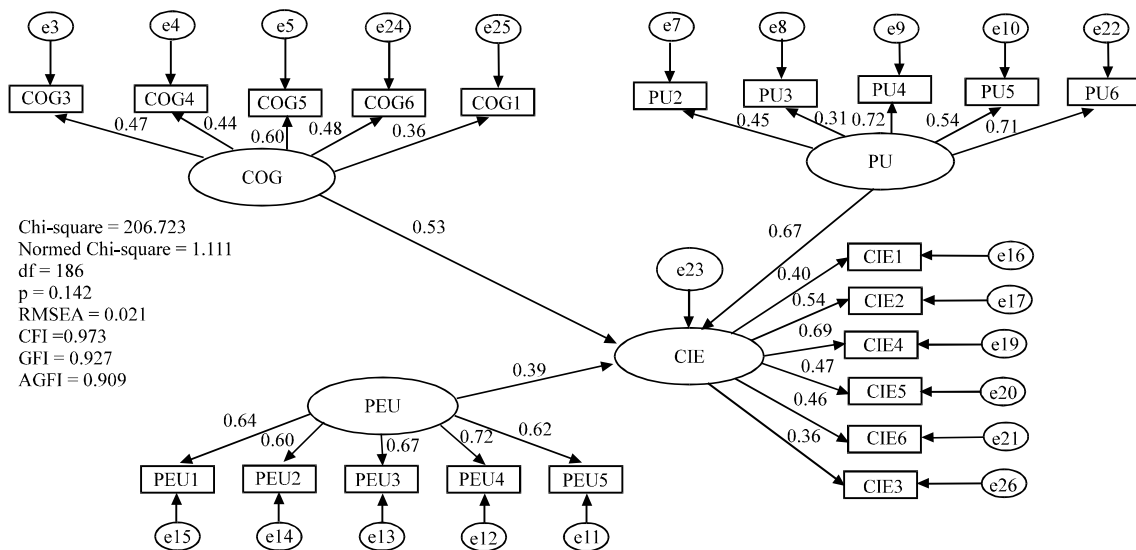 e3
e4
e5
e24
e25
COG3
COG4
COG5
COG6
COG1
0.47
0.44
0.60
0.48
0.36
COG
e7
e8
e9
e10
e22
PU2
PU3
PU4
PU5
PU6
0.45
0.31
0.72
0.54
0.71
PU
Chi-square = 206.723
Normed Chi-square = 1.111
df = 186
p = 0.142
RMSEA = 0.021
CFI =0.973
GFI = 0.927
AGFI = 0.909
0.53
0.67
0.39
e23
CIE
0.40
0.54
0.69
0.47
0.46
0.36
CIE1
e16
CIE2
e17
CIE4
e19
CIE5
e20
CIE6
e21
CIE3
e26
PEU
0.64
0.60
0.67
0.72
0.62
PEU1
PEU2
PEU3
PEU4
PEU5
e15
e14
e13
e12
e11